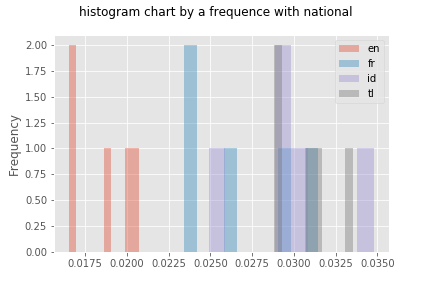 histogram chart by a frequence with national
en
fr
id
tl
Frequency
2.00
1.75
1.50
1.25
1.00
0.75
0.50
0.25
0.00
0.0175 0.0200 0.0225 0.0250 0.0275 0.0300 0.0325 0.0350